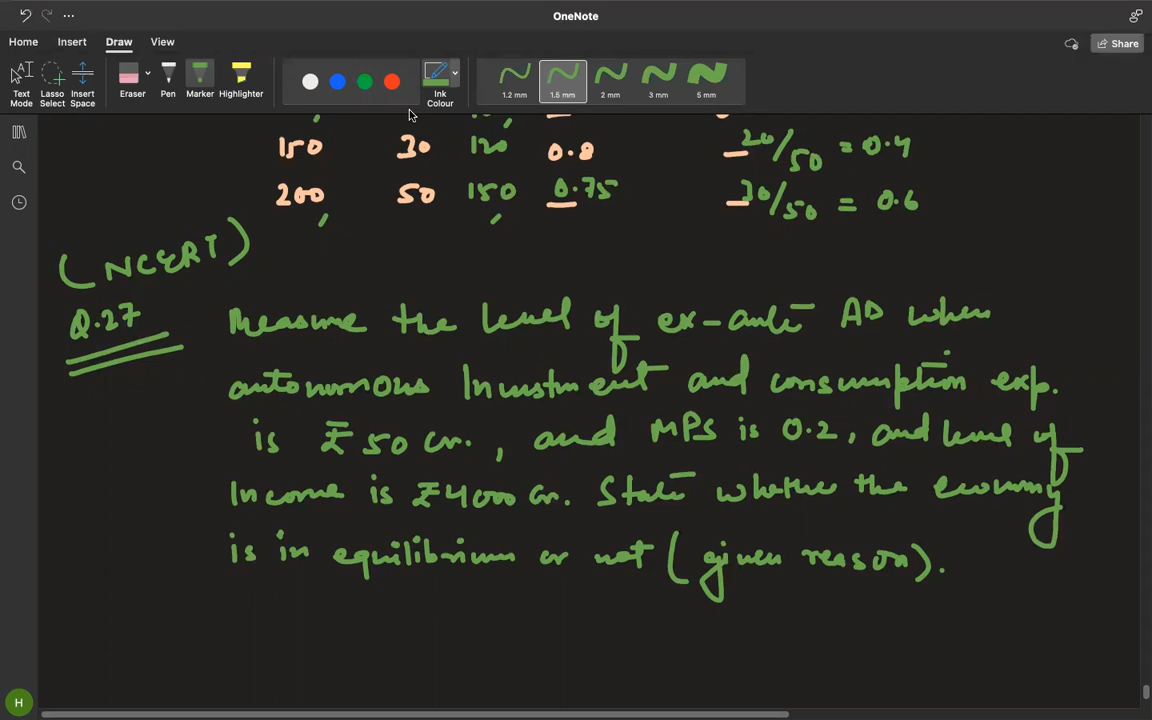 OneNote
Home Insert Draw View
Share
Text Mode
Lasso Select
Insert Space
Eraser
Pen
Marker
Highlighter
Ink Colour
1.2 mm
1.5 mm
2 mm
3 mm
5 mm
150 30 120 0.8 20/50 = 0.4
200 50 150 0.75 30/50 = 0.6
(NCERT)
Q.27 Measure the level of ex-ante AD when
autonomous Investment and consumption exp.
is ₹50 cr., and MPS is 0.2, and level of
Income is ₹4000 Cr. State whether the economy
is in equilibrium or not (given reason).
H